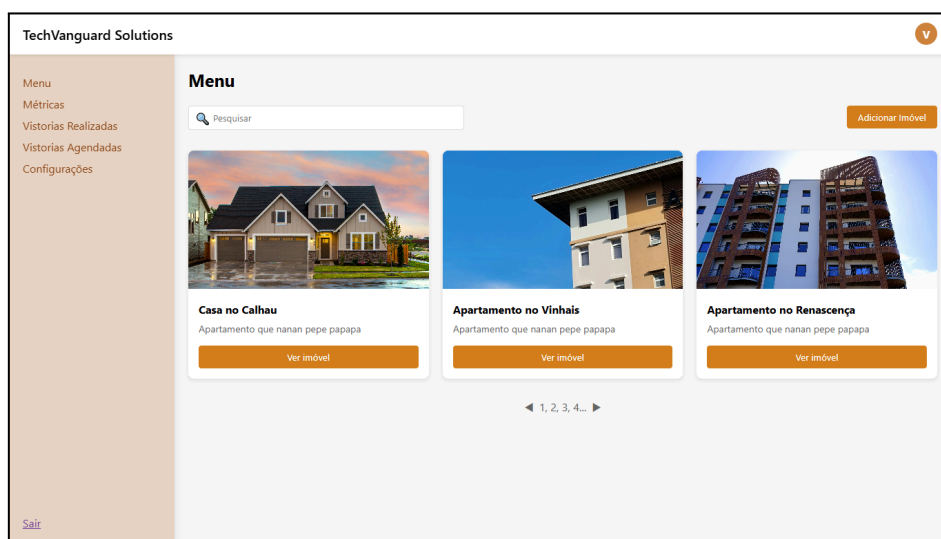 TechVanguard Solutions
V
Menu
Métricas
Vistorias Realizadas
Vistorias Agendadas
Configurações
Sair
Menu
Pesquisar
Adicionar Imóvel
Casa no Calhau
Apartamento que nanan pepe papapa
Ver imóvel
Apartamento no Vinhais
Apartamento que nanan pepe papapa
Ver imóvel
Apartamento no Renascença
Apartamento que nanan pepe papapa
Ver imóvel
◀ 1, 2, 3, 4... ▶